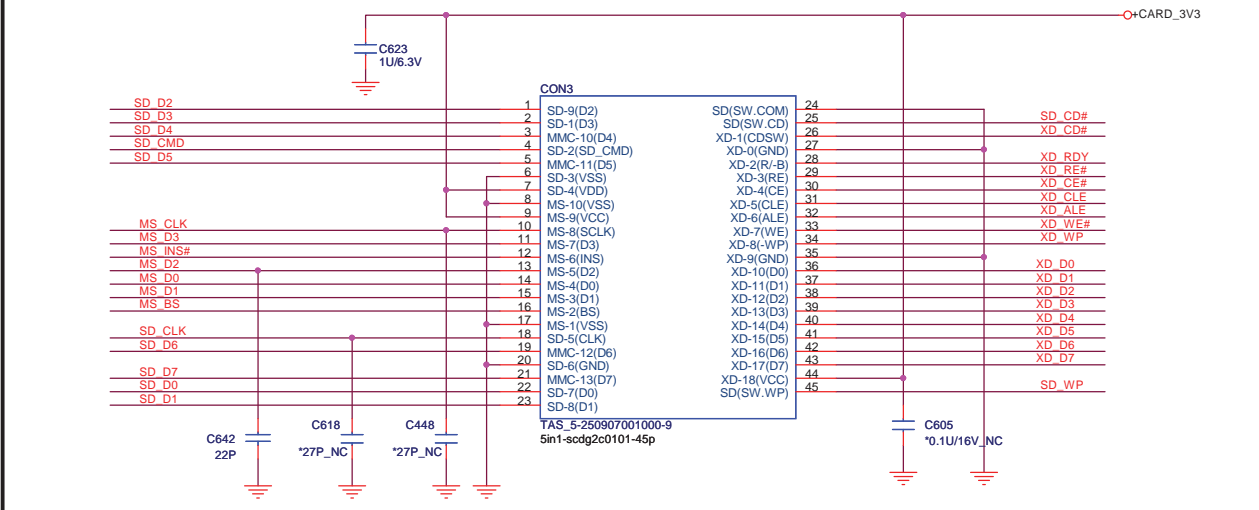 +CARD_3V3
C623
1U/6.3V
CON3
SD_D2 1 SD-9(D2) SD(SW.COM) 24
SD_D3 2 SD-1(D3) SD(SW.CD) 25 SD_CD#
SD_D4 3 MMC-10(D4) XD-1(CDSW) 26 XD_CD#
SD_CMD 4 SD-2(SD_CMD) XD-0(GND) 27
SD_D5 5 MMC-11(D5) XD-2(R/-B) 28 XD_RDY
6 SD-3(VSS) XD-3(RE) 29 XD_RE#
7 SD-4(VDD) XD-4(CE) 30 XD_CE#
8 MS-10(VSS) XD-5(CLE) 31 XD_CLE
9 MS-9(VCC) XD-6(ALE) 32 XD_ALE
MS_CLK 10 MS-8(SCLK) XD-7(WE) 33 XD_WE#
MS_D3 11 MS-7(D3) XD-8(-WP) 34 XD_WP
MS_INS# 12 MS-6(INS) XD-9(GND) 35
MS_D2 13 MS-5(D2) XD-10(D0) 36 XD_D0
MS_D0 14 MS-4(D0) XD-11(D1) 37 XD_D1
MS_D1 15 MS-3(D1) XD-12(D2) 38 XD_D2
MS_BS 16 MS-2(BS) XD-13(D3) 39 XD_D3
17 MS-1(VSS) XD-14(D4) 40 XD_D4
SD_CLK 18 SD-5(CLK) XD-15(D5) 41 XD_D5
SD_D6 19 MMC-12(D6) XD-16(D6) 42 XD_D6
20 SD-6(GND) XD-17(D7) 43 XD_D7
SD_D7 21 MMC-13(D7) XD-18(VCC) 44
SD_D0 22 SD-7(D0) SD(SW.WP) 45 SD_WP
SD_D1 23 SD-8(D1)
TAS_5-250907001000-9
5in1-scdg2c0101-45p
C642
22P
C618
*27P_NC
C448
*27P_NC
C605
*0.1U/16V_NC